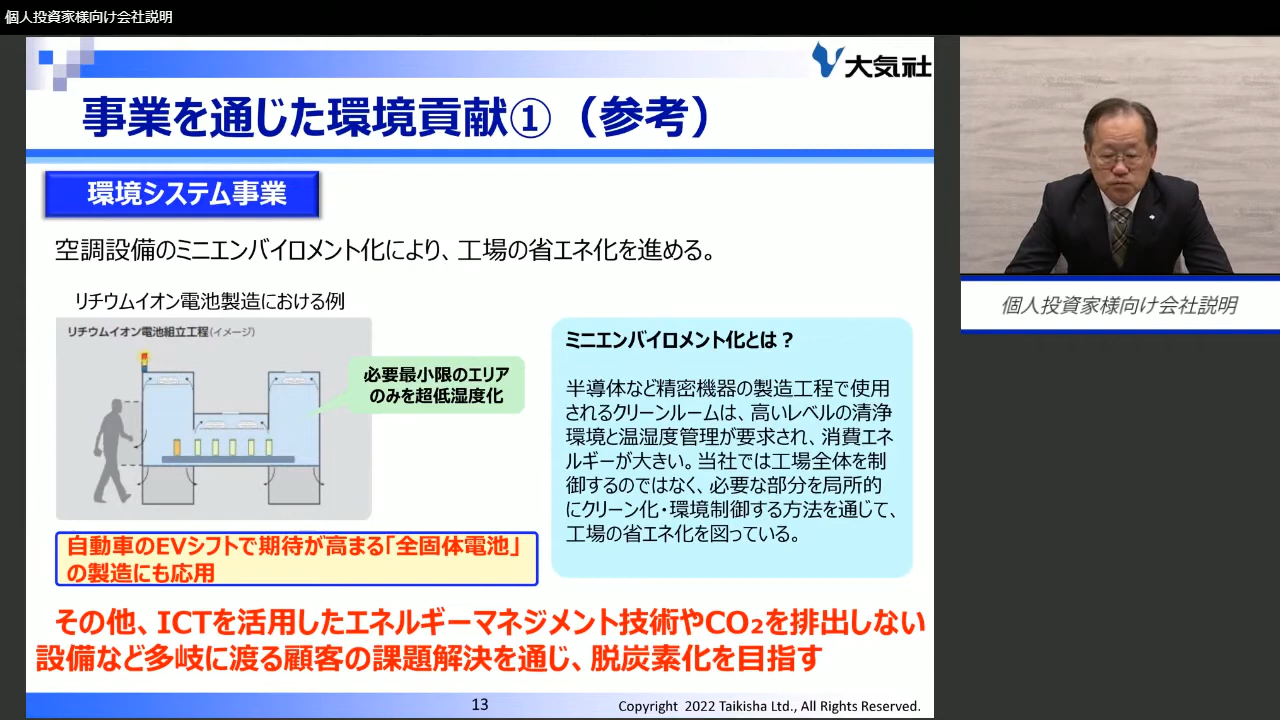 個人投資家様向け会社説明
大気社
事業を通じた環境貢献①（参考）
環境システム事業
空調設備のミニエンバイロメント化により、工場の省エネ化を進める。
リチウムイオン電池製造における例
リチウムイオン電池組立工程(イメージ)
必要最小限のエリア
のみを超低湿度化
ミニエンバイロメント化とは？
半導体など精密機器の製造工程で使用
されるクリーンルームは、高いレベルの清浄
環境と温湿度管理が要求され、消費エネ
ルギーが大きい。当社では工場全体を制
御するのではなく、必要な部分を局所的
にクリーン化・環境制御する方法を通じて、
工場の省エネ化を図っている。
自動車のEVシフトで期待が高まる「全固体電池」
の製造にも応用
その他、ICTを活用したエネルギーマネジメント技術やCO₂を排出しない
設備など多岐に渡る顧客の課題解決を通じ、脱炭素化を目指す
13
Copyright 2022 Taikisha Ltd., All Rights Reserved.
個人投資家様向け会社説明